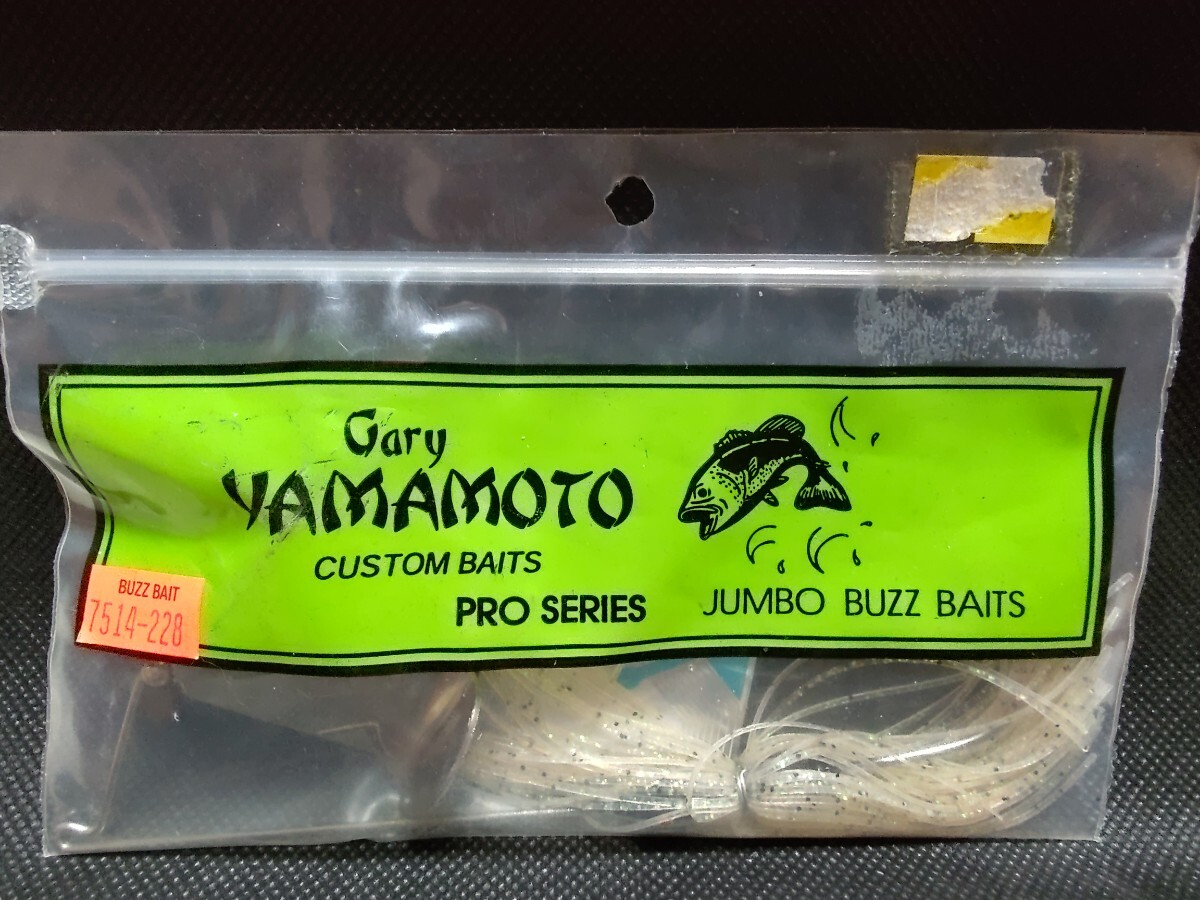 Gary
YAMAMOTO
CUSTOM BAITS
PRO SERIES
JUMBO BUZZ BAITS
BUZZ BAIT
7514-228